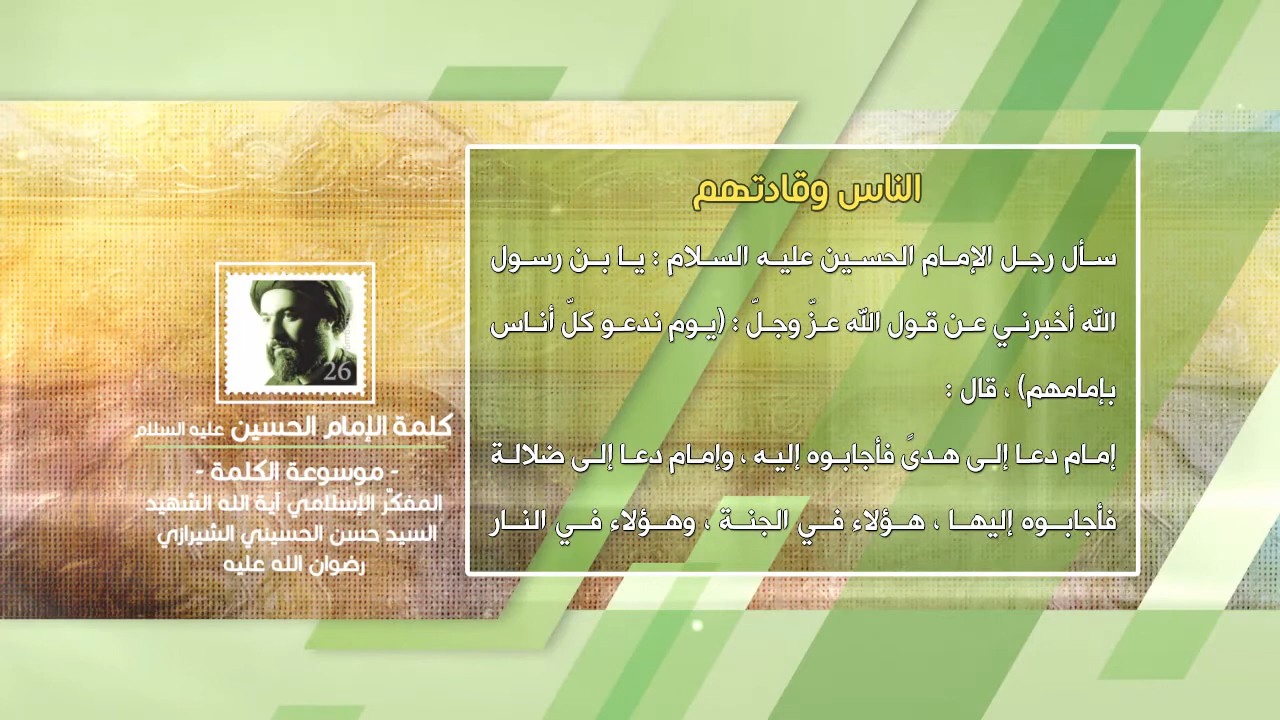 الناس وقادتهم
سأل رجل الإمام الحسين عليه السلام : يا بن رسول
الله أخبرني عن قول الله عزّ وجلّ : (يوم ندعو كلّ أناس
بإمامهم) ، قال :
إمام دعا إلى هدىً فأجابوه إليه ، وإمام دعا إلى ضلالة
فأجابوه إليها ، هؤلاء في الجنة ، وهؤلاء في النار
26
كلمة الإمام الحسين عليه السلام
- موسوعة الكلمة -
المفكّر الإسلامي آية الله الشهيد
السيد حسن الحسيني الشيرازي
رضوان الله عليه